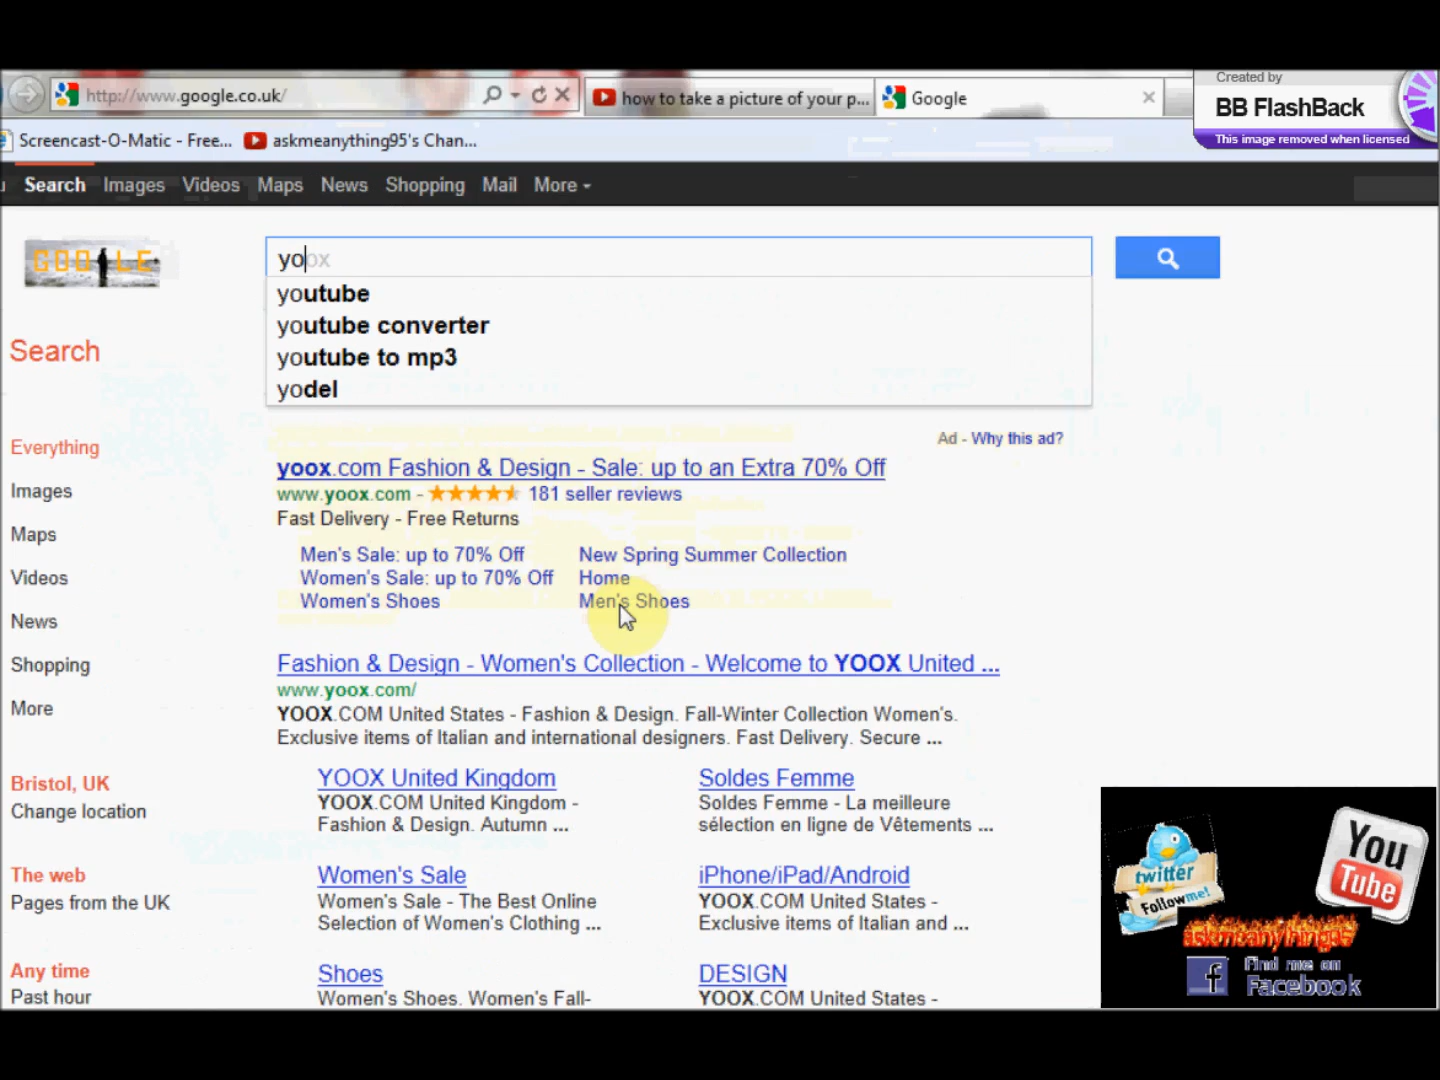 Created by
BB FlashBack
This image removed when licensed
http://www.google.co.uk/
how to take a picture of your p...
Google
Screencast-O-Matic - Free...
askmeanything95's Chan...
Search Images Videos Maps News Shopping Mail More
GOO LE
yoox
youtube
youtube converter
youtube to mp3
yodel
Search
Everything
Images
Maps
Videos
News
Shopping
More
Bristol, UK
Change location
The web
Pages from the UK
Any time
Past hour
Ad - Why this ad?
yoox.com Fashion & Design - Sale: up to an Extra 70% Off
www.yoox.com - 181 seller reviews
Fast Delivery - Free Returns
Men's Sale: up to 70% Off New Spring Summer Collection
Women's Sale: up to 70% Off Home
Women's Shoes Men's Shoes
Fashion & Design - Women's Collection - Welcome to YOOX United ...
www.yoox.com/
YOOX.COM United States - Fashion & Design. Fall-Winter Collection Women's.
Exclusive items of Italian and international designers. Fast Delivery. Secure ...
YOOX United Kingdom
YOOX.COM United Kingdom -
Fashion & Design. Autumn ...
Soldes Femme
Soldes Femme - La meilleure
sélection en ligne de Vêtements ...
Women's Sale
Women's Sale - The Best Online
Selection of Women's Clothing ...
iPhone/iPad/Android
YOOX.COM United States -
Exclusive items of Italian and ...
Shoes
Women's Shoes. Women's Fall-
DESIGN
YOOX.COM United States -
twitter
Follow me!
You
Tube
askmeanything95
f
Find me on
Facebook